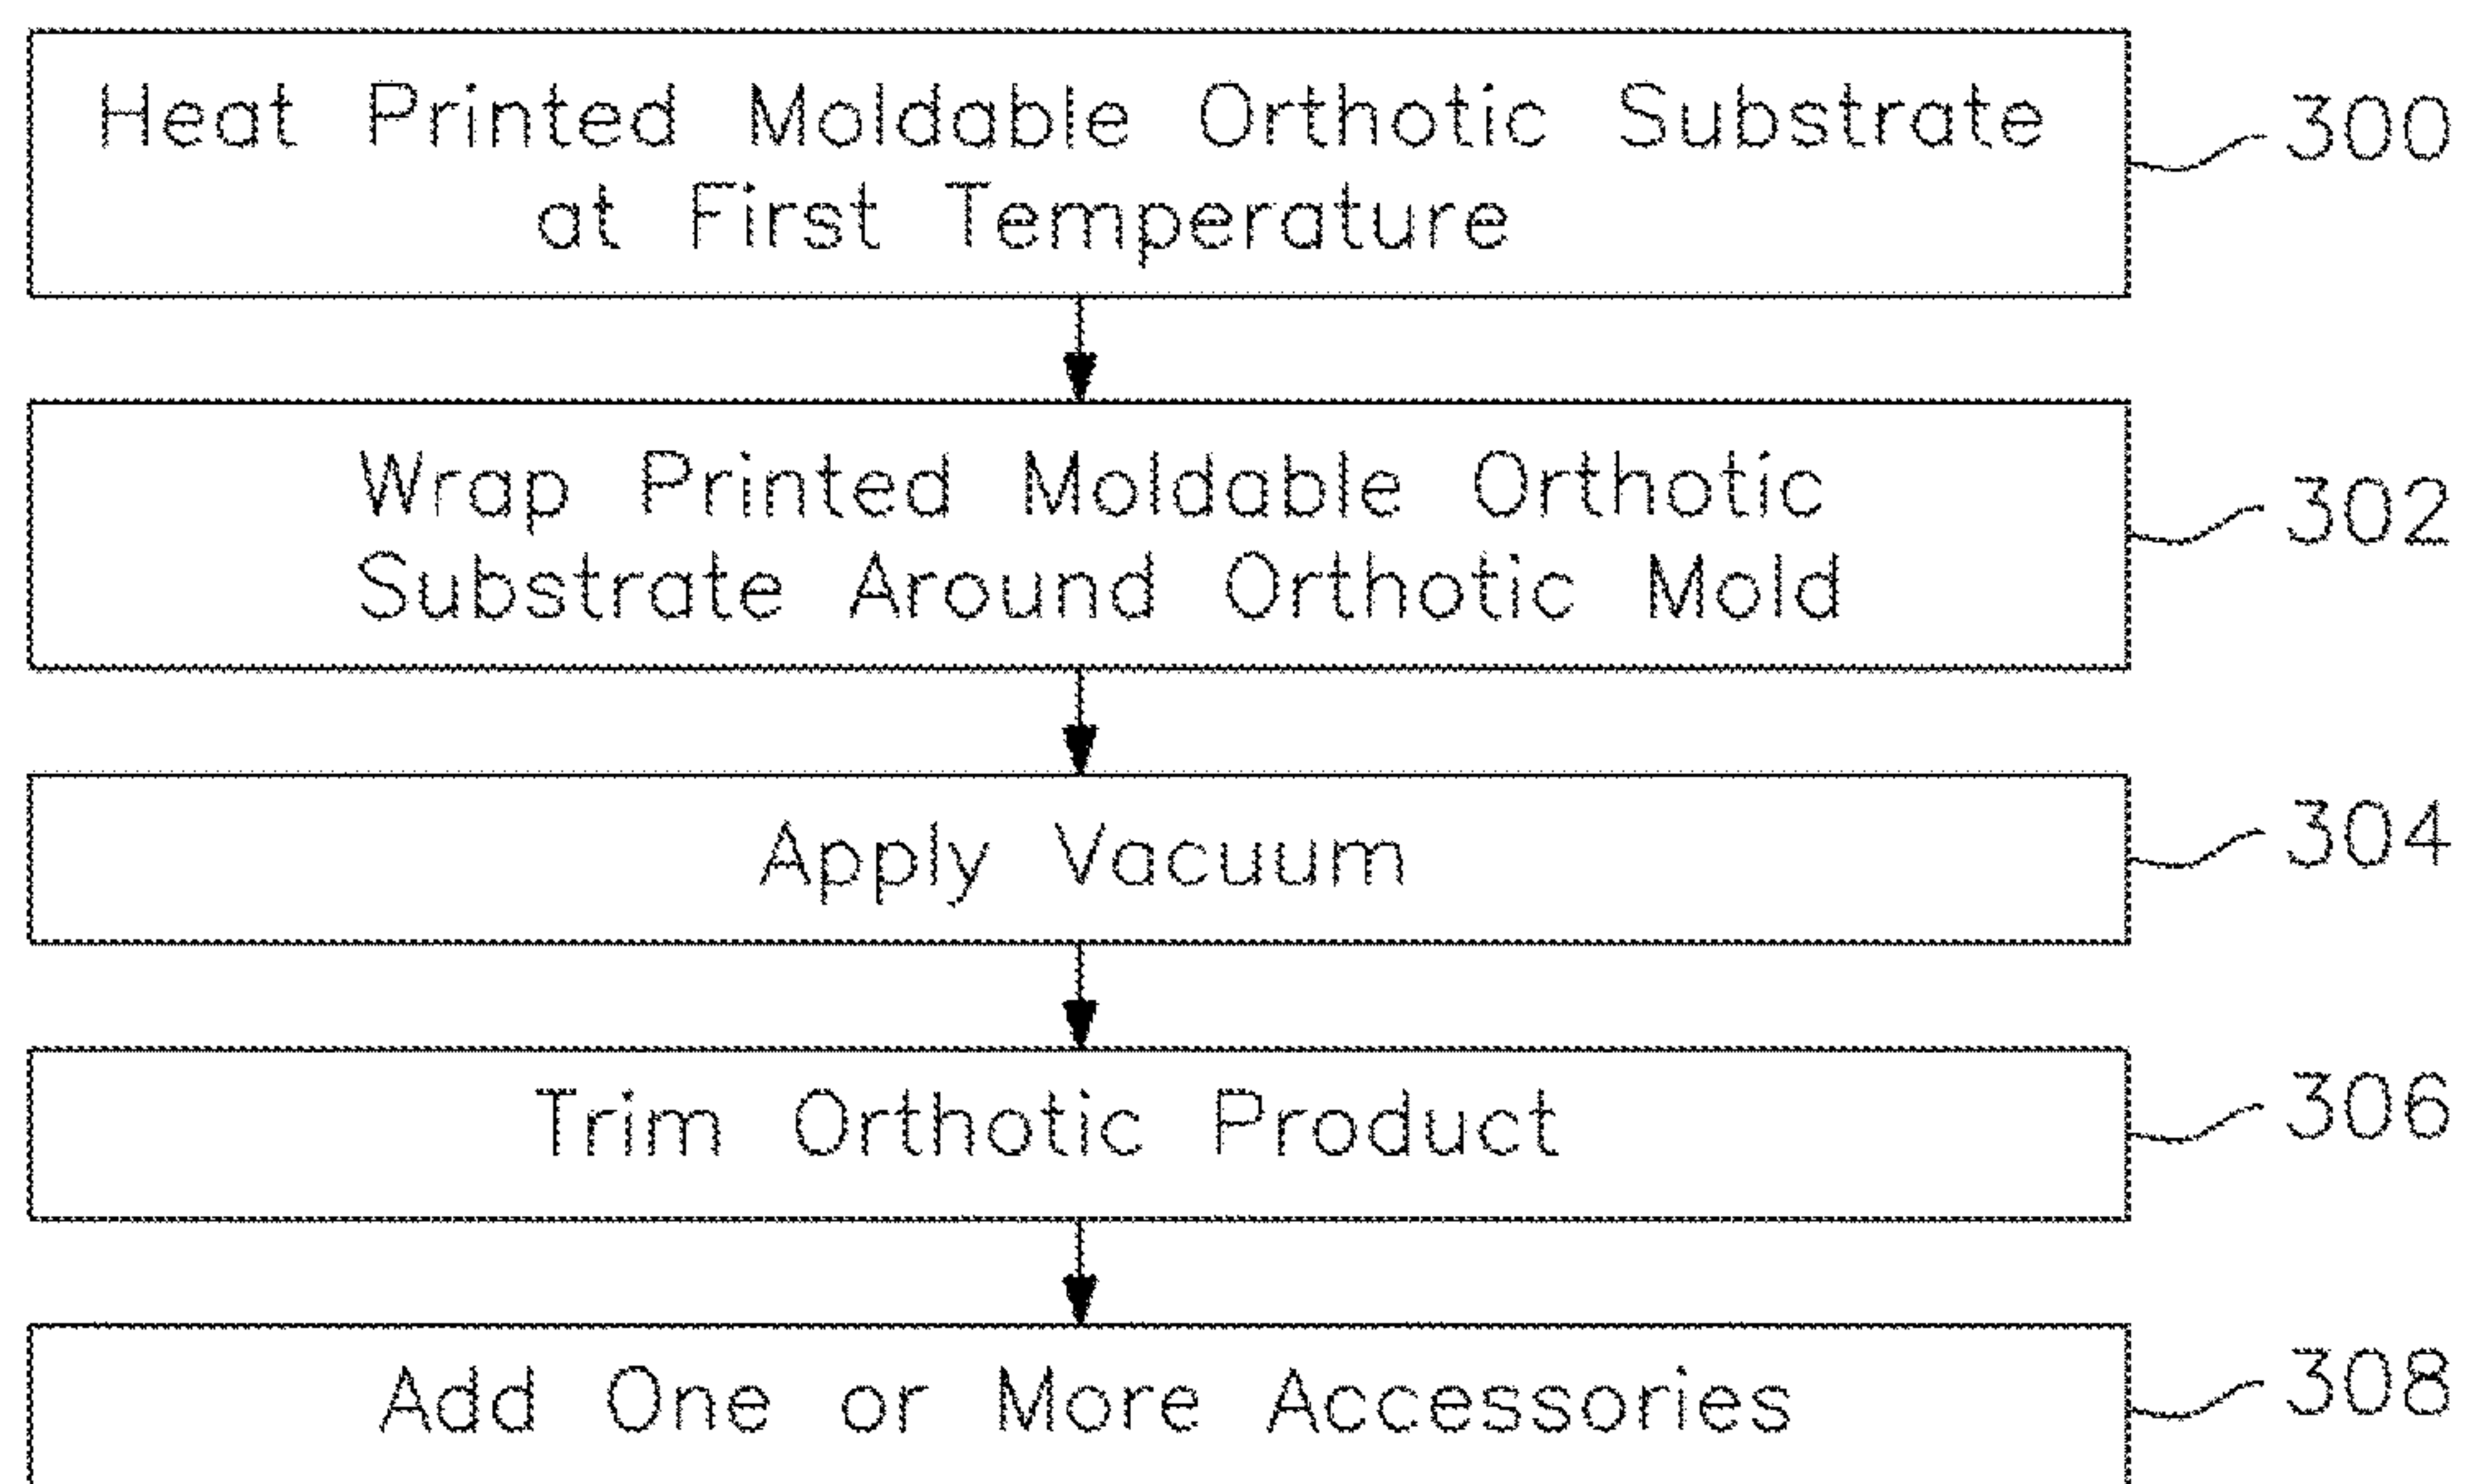 Heat Printed Moldable Orthotic Substrate
at First Temperature
300
Wrap Printed Moldable Orthotic
Substrate Around Orthotic Mold
302
Apply Vacuum
304
Trim Orthotic Product
306
Add One or More Accessories
308